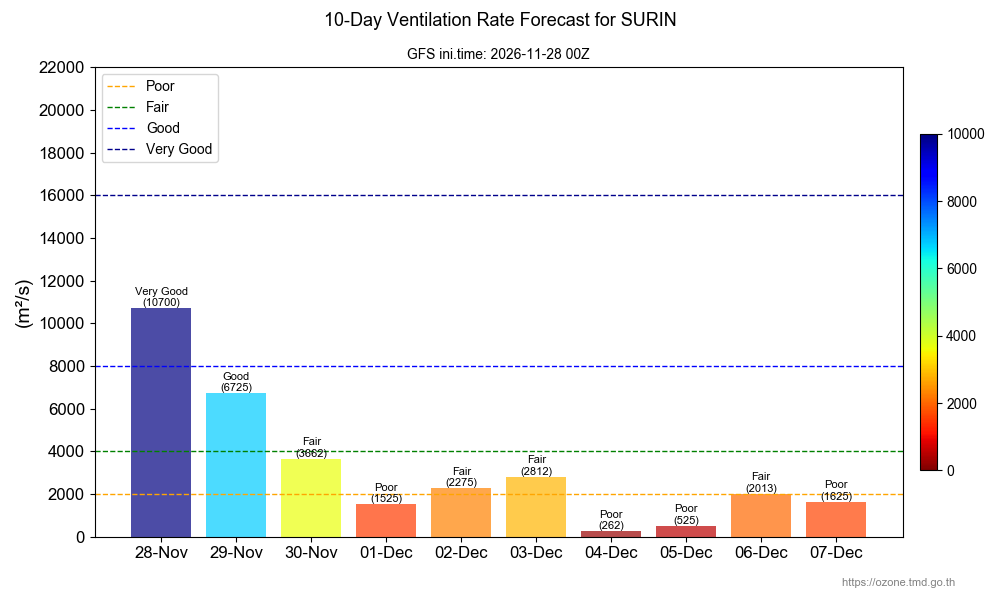 10-Day Ventilation Rate Forecast for SURIN
GFS ini.time: 2026-11-28 00Z
Poor
Fair
Good
Very Good
(m²/s)
22000
20000
18000
16000
14000
12000
10000
8000
6000
4000
2000
0
Very Good
(10700)
Good
(6725)
Fair
(3662)
Poor
(1525)
Fair
(2275)
Fair
(2812)
Poor
(262)
Poor
(525)
Fair
(2013)
Poor
(1625)
28-Nov 29-Nov 30-Nov 01-Dec 02-Dec 03-Dec 04-Dec 05-Dec 06-Dec 07-Dec
10000
8000
6000
4000
2000
0
https://ozone.tmd.go.th